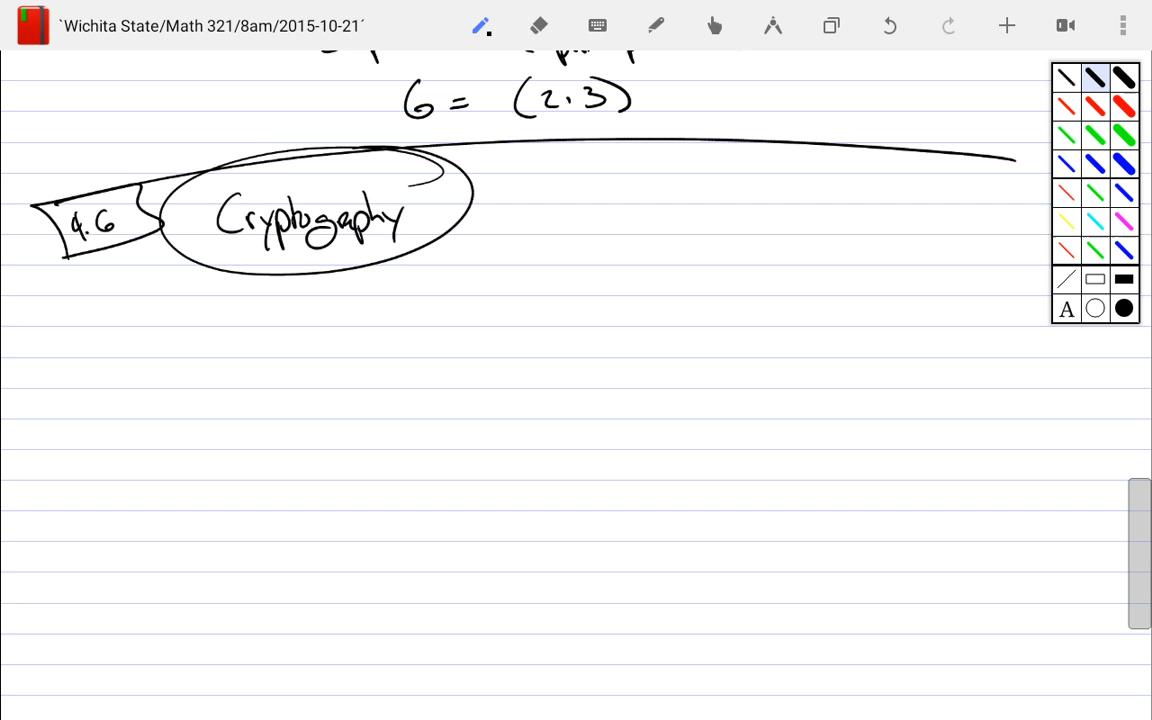 `Wichita State/Math 321/8am/2015-10-21´
6 = (2.3)
4.6 Cryptography
A